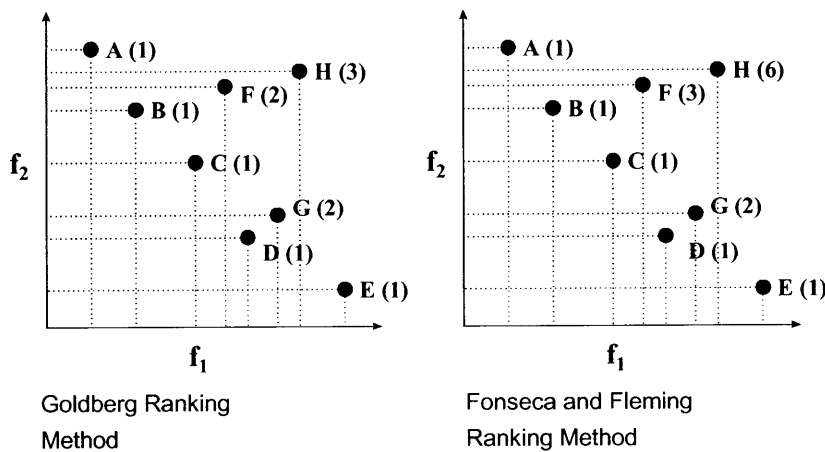 A (1)
H (3)
F (2)
B (1)
C (1)
f2
G (2)
D (1)
E (1)
f1
Goldberg Ranking
Method
A (1)
H (6)
F (3)
B (1)
C (1)
f2
G (2)
D (1)
E (1)
f1
Fonseca and Fleming
Ranking Method